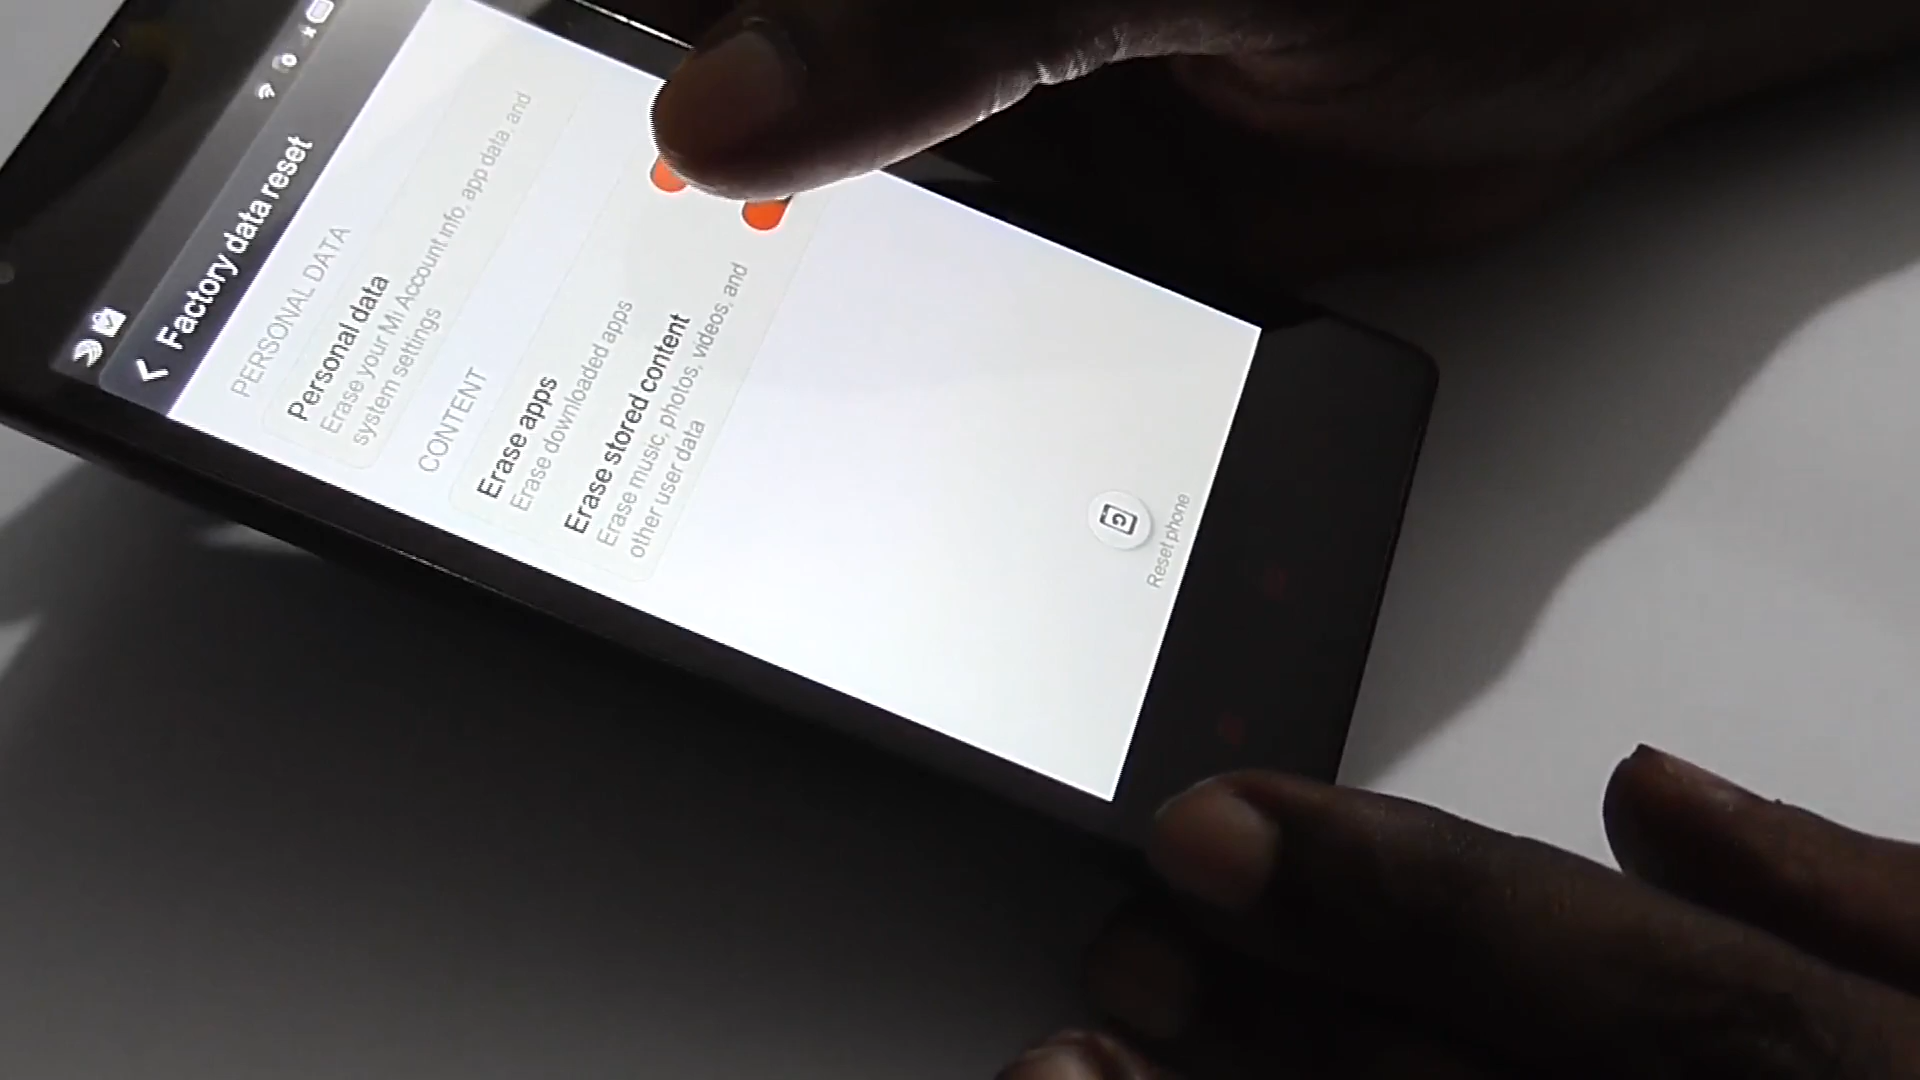 Factory data reset
PERSONAL DATA
Personal data
Erase your Mi Account info, app data, and
system settings
CONTENT
Erase apps
Erase downloaded apps
Erase stored content
Erase music, photos, videos, and
other user data
Reset phone